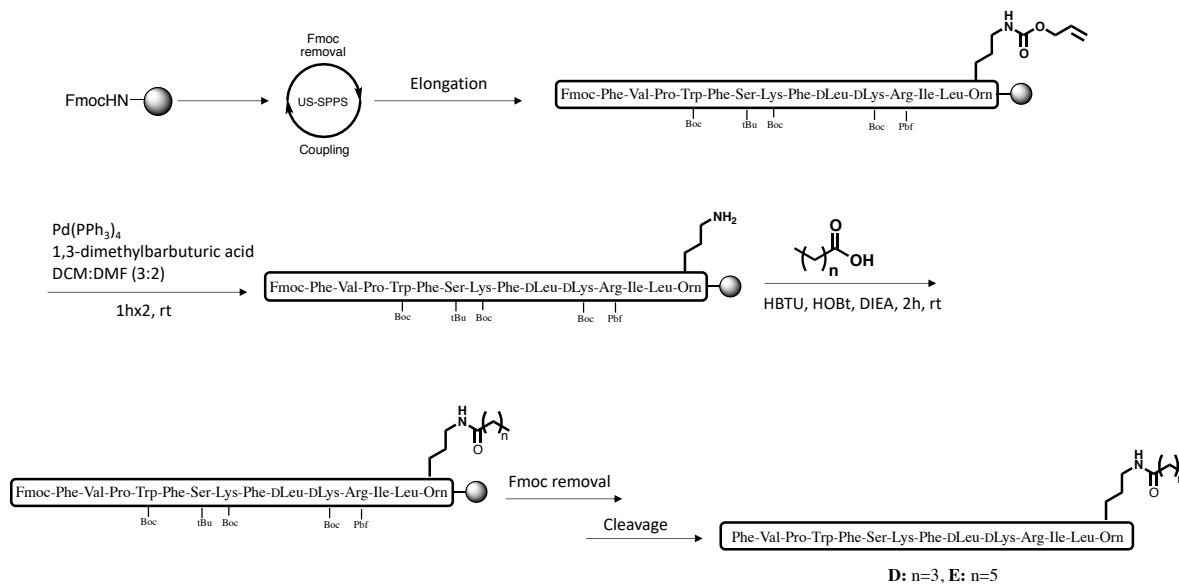 Fmoc
removal
FmocHN
US-SPPS
Coupling
Elongation
H
N
O
O
Fmoc-Phe-Val-Pro-Trp-Phe-Ser-Lys-Phe-DLeu-DLys-Arg-Ile-Leu-Orn
Boc
tBu
Boc
Boc
Pbf
Pd(PPh3)4
1,3-dimethylbarbuturic acid
DCM:DMF (3:2)
1hx2, rt
NH2
Fmoc-Phe-Val-Pro-Trp-Phe-Ser-Lys-Phe-DLeu-DLys-Arg-Ile-Leu-Orn
Boc
tBu
Boc
Boc
Pbf
O
n
OH
HBTU, HOBt, DIEA, 2h, rt
H
N
O
n
Fmoc-Phe-Val-Pro-Trp-Phe-Ser-Lys-Phe-DLeu-DLys-Arg-Ile-Leu-Orn
Boc
tBu
Boc
Boc
Pbf
Fmoc removal
Cleavage
H
N
O
n
Phe-Val-Pro-Trp-Phe-Ser-Lys-Phe-DLeu-DLys-Arg-Ile-Leu-Orn
D: n=3, E: n=5